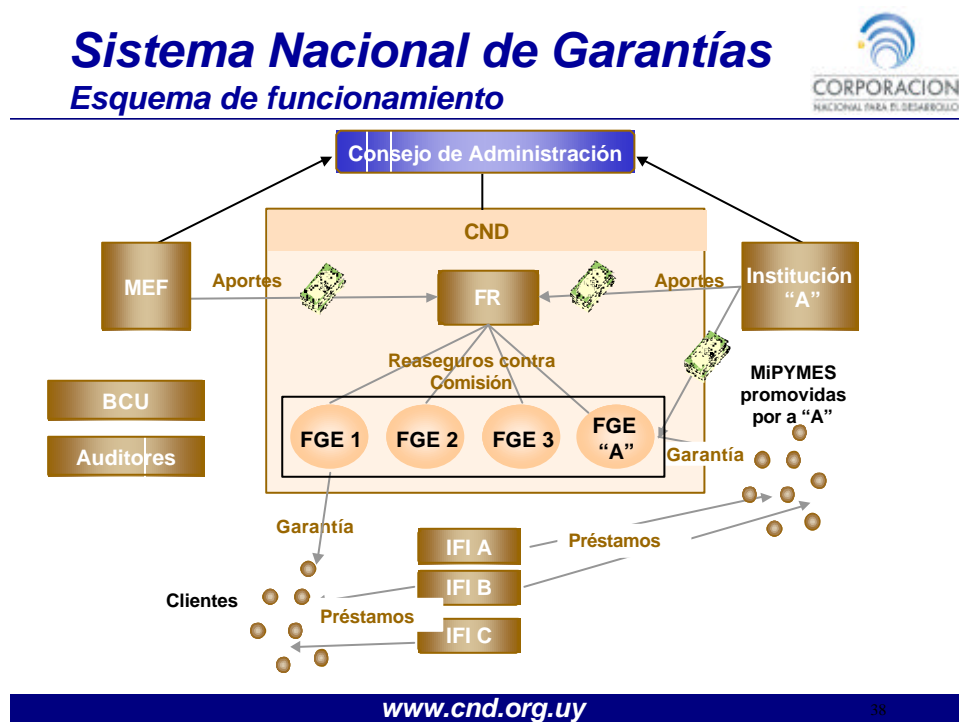 Sistema Nacional de Garantías
Esquema de funcionamiento
CORPORACION
NACIONAL PARA EL DESARROLLO
Consejo de Administración
CND
MEF
Aportes
FR
Aportes
Institución
“A”
Reaseguros contra
Comisión
MiPYMES
promovidas
por a “A”
BCU
Auditores
FGE 1
FGE 2
FGE 3
FGE
“A”
Garantía
Garantía
IFI A
Préstamos
IFI B
Clientes
Préstamos
IFI C
www.cnd.org.uy
38